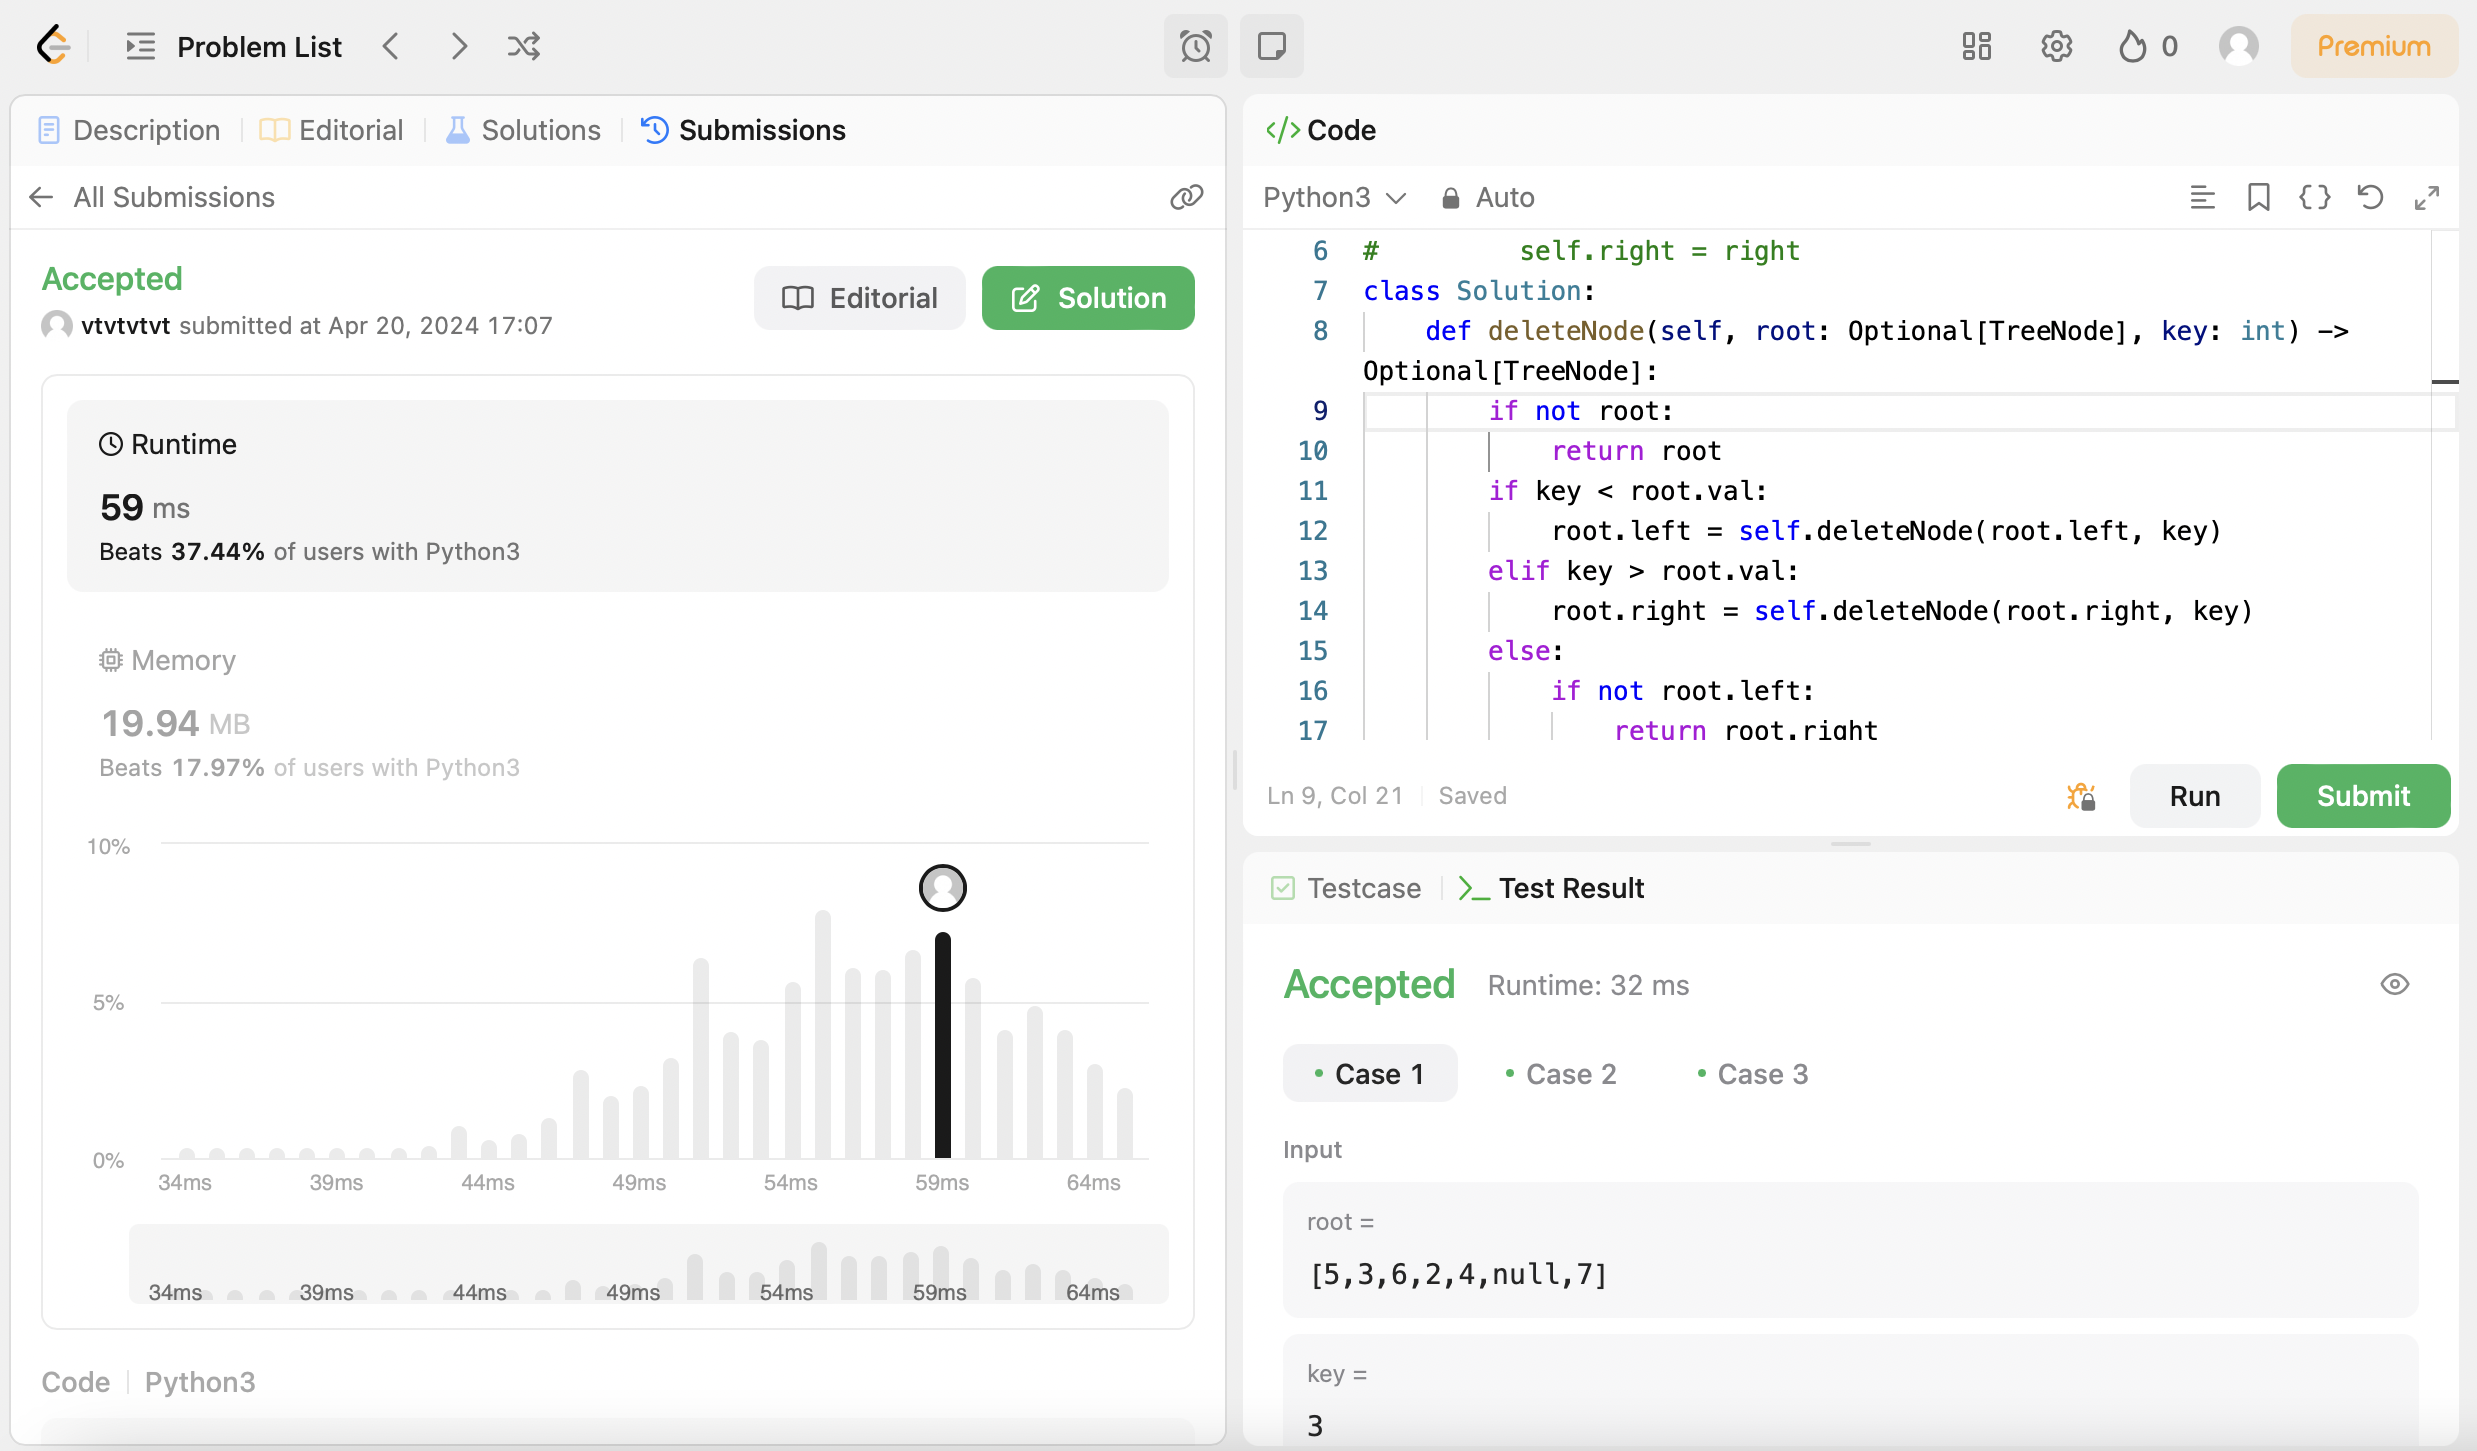 Problem List
0
Premium
Description
Editorial
Solutions
Submissions
All Submissions
Accepted
vtvtvtvt submitted at Apr 20, 2024 17:07
Editorial
Solution
Runtime
59 ms
Beats 37.44% of users with Python3
Memory
19.94 MB
Beats 17.97% of users with Python3
10%
5%
0%
34ms 39ms 44ms 49ms 54ms 59ms 64ms
34ms 39ms 44ms 49ms 54ms 59ms 64ms
Code
Python3
</> Code
Python3
Auto
6 #         self.right = right
7 class Solution:
8     def deleteNode(self, root: Optional[TreeNode], key: int) ->
Optional[TreeNode]:
9         if not root:
10             return root
11         if key < root.val:
12             root.left = self.deleteNode(root.left, key)
13         elif key > root.val:
14             root.right = self.deleteNode(root.right, key)
15         else:
16             if not root.left:
17                 return root.right
Ln 9, Col 21
Saved
Run
Submit
Testcase
Test Result
Accepted
Runtime: 32 ms
Case 1
Case 2
Case 3
Input
root =
[5,3,6,2,4,null,7]
key =
3